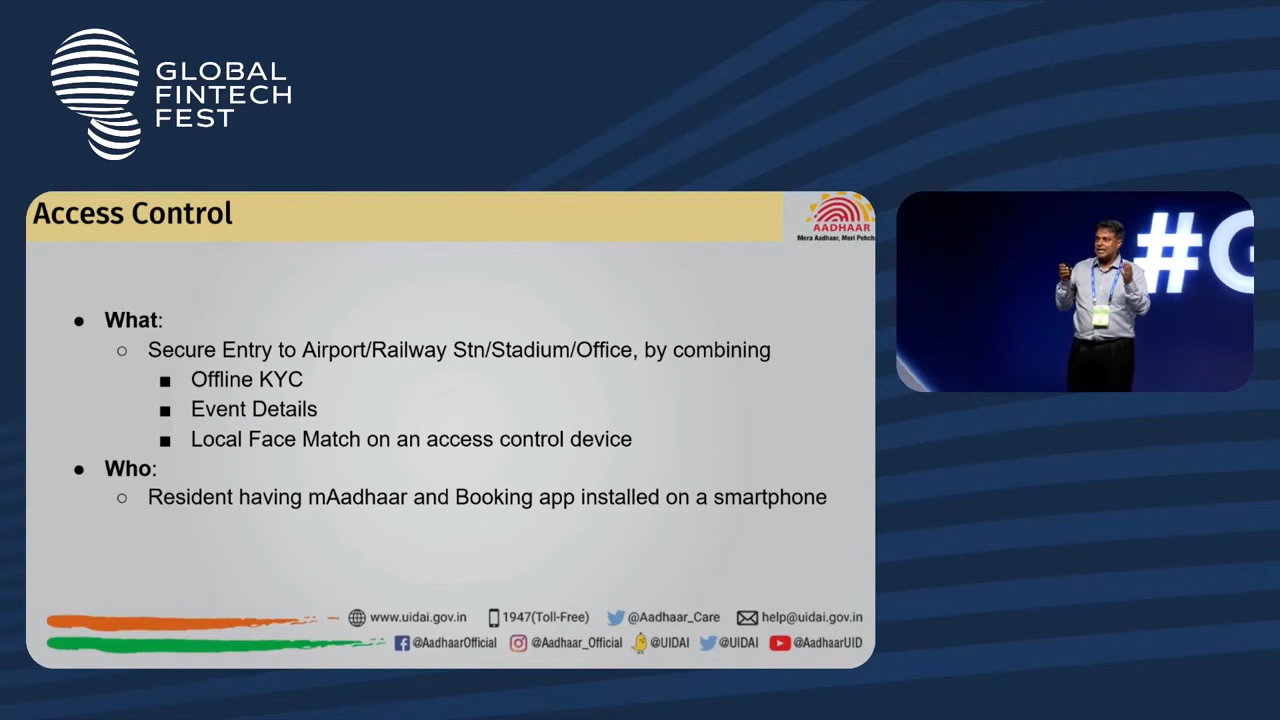 GLOBAL
FINTECH
FEST
Access Control
AADHAAR
● What:
○ Secure Entry to Airport/Railway Stn/Stadium/Office, by combining
■ Offline KYC
■ Event Details
■ Local Face Match on an access control device
● Who:
○ Resident having mAadhaar and Booking app installed on a smartphone
www.uidai.gov.in 1947(Toll-Free) @Aadhaar_Care help@uidai.gov.in
@AadhaarOfficial @Aadhaar_Official @UIDAI @UIDAI @AadhaarUID
Mera Aadhaar, Meri Pehch
#G